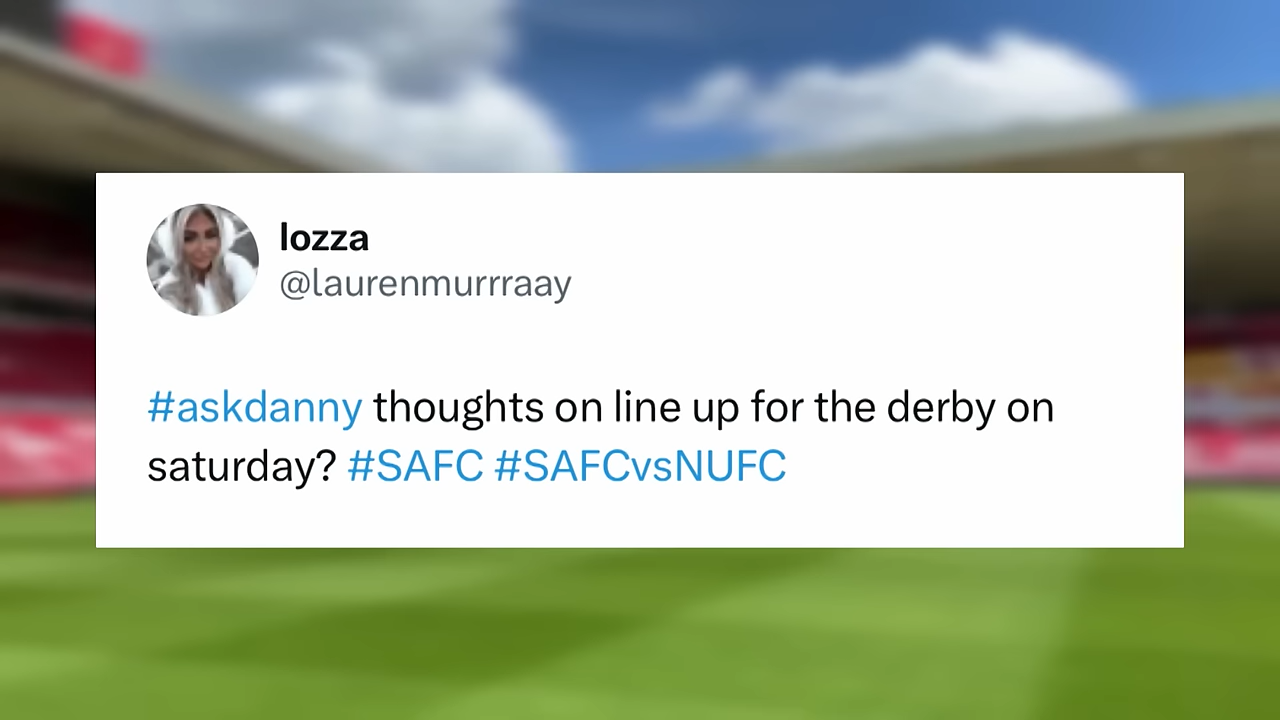 lozza
@laurenmurrraay
#askdanny thoughts on line up for the derby on
saturday? #SAFC #SAFCvsNUFC